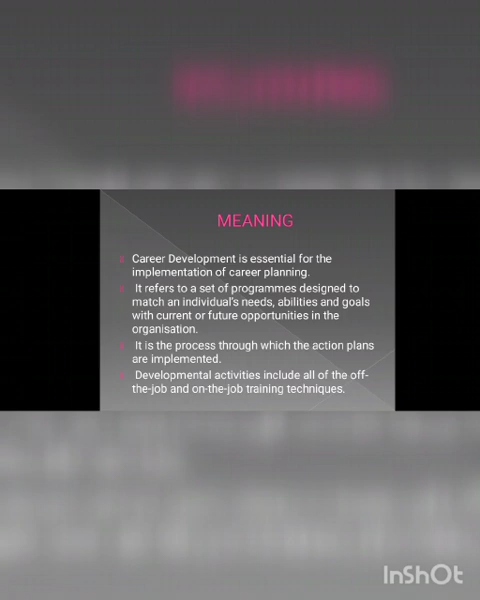 MEANING
Career Development is essential for the
implementation of career planning.
It refers to a set of programmes designed to
match an individual's needs, abilities and goals
with current or future opportunities in the
organisation.
It is the process through which the action plans
are implemented.
Developmental activities include all of the off-
the-job and on-the-job training techniques.
InShOt